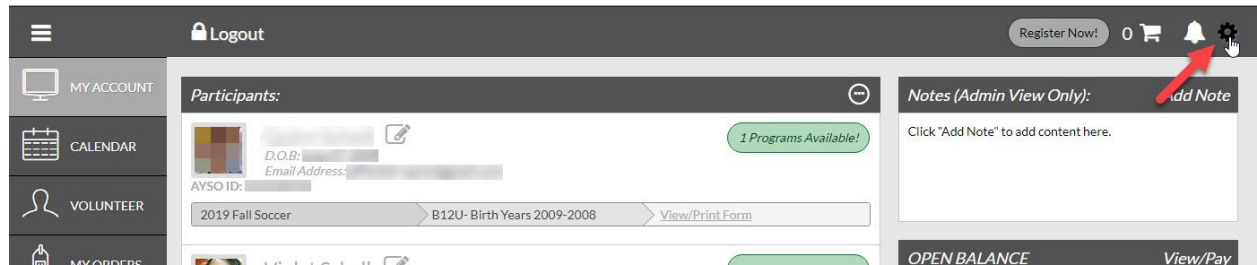 Logout
Register Now!
0
MY ACCOUNT
CALENDAR
VOLUNTEER
MY ORDERS
Participants:
1 Programs Available!
D.O.B:
Email Address:
AYSO ID:
2019 Fall Soccer
B12U- Birth Years 2009-2008
View/Print Form
Notes (Admin View Only):
Add Note
Click "Add Note" to add content here.
OPEN BALANCE
View/Pay